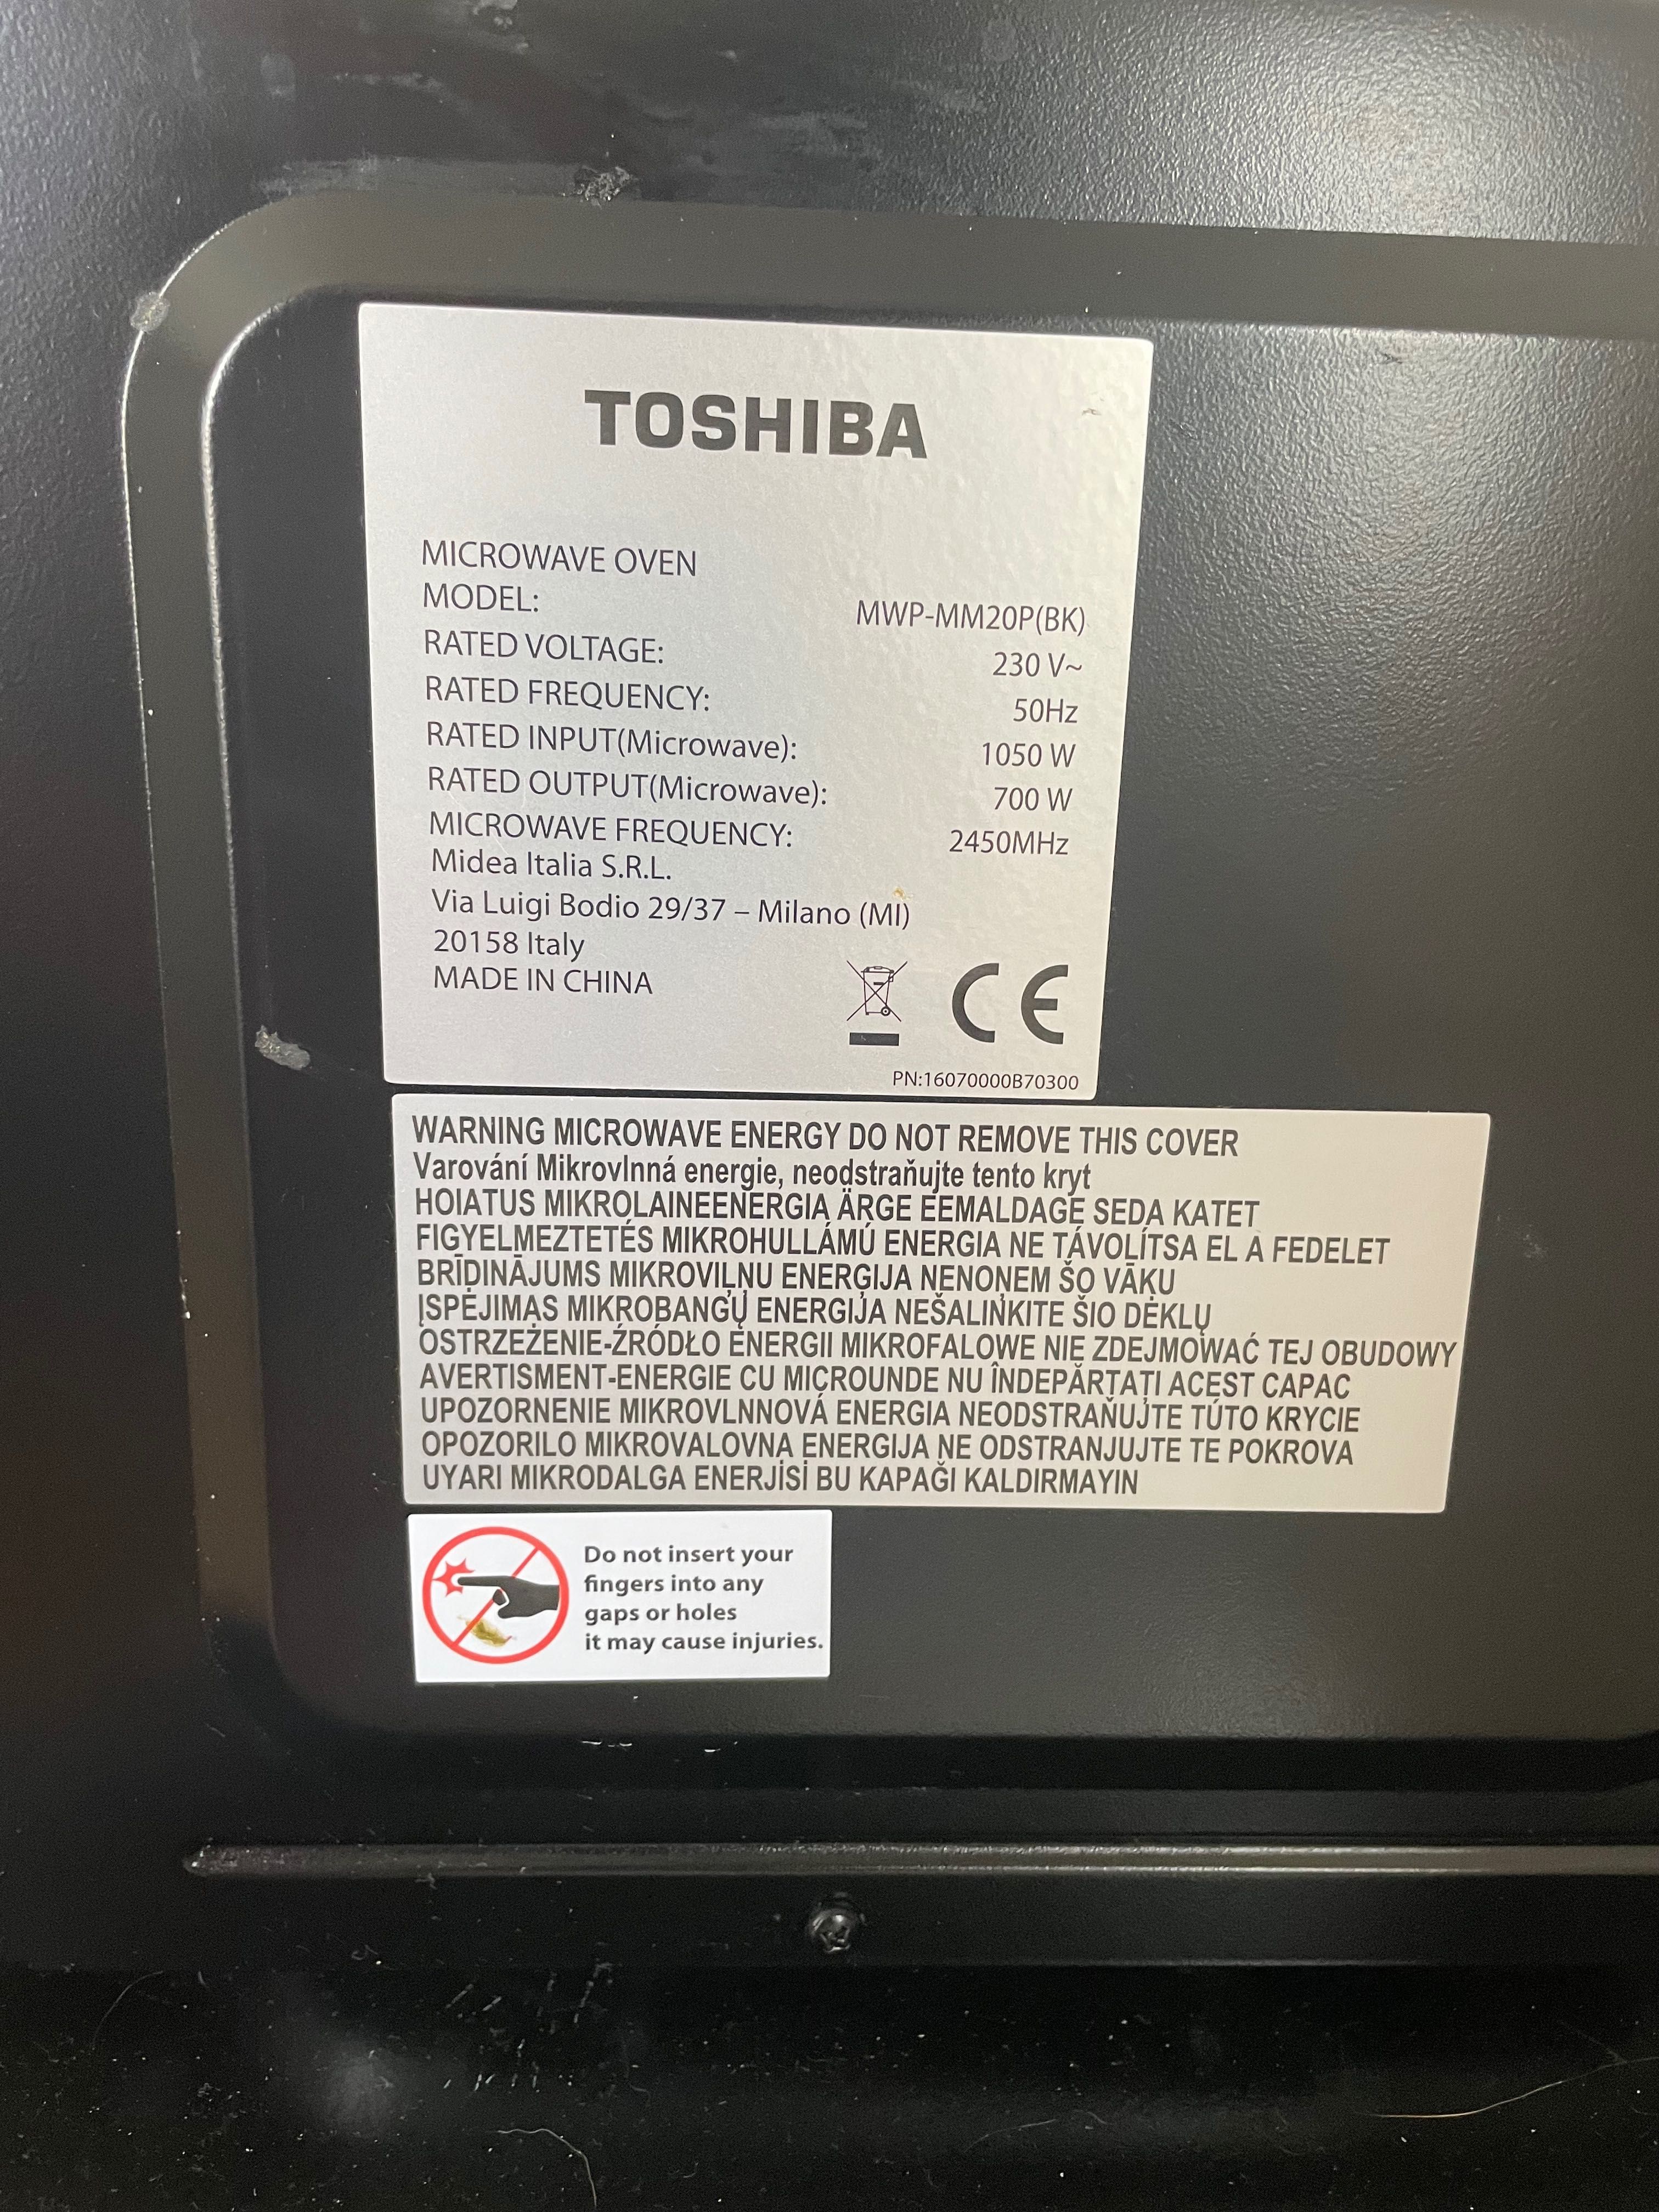 TOSHIBA
MICROWAVE OVEN
MODEL: MWP-MM20P(BK)
RATED VOLTAGE: 230 V~
RATED FREQUENCY: 50Hz
RATED INPUT(Microwave): 1050 W
RATED OUTPUT(Microwave): 700 W
MICROWAVE FREQUENCY: 2450MHz
Midea Italia S.R.L.
Via Luigi Bodio 29/37 – Milano (MI)
20158 Italy
MADE IN CHINA
CE
PN:16070000B70300
WARNING MICROWAVE ENERGY DO NOT REMOVE THIS COVER
Varování Mikrovlnná energie, neodstraňujte tento kryt
HOIATUS MIKROLAINEENERGIA ÄRGE EEMALDAGE SEDA KATET
FIGYELMEZTETÉS MIKROHULLÁMÚ ENERGIA NE TÁVOLÍTSA EL A FEDELET
BRĪDINĀJUMS MIKROVIĻŅU ENERĢIJA NENOŅEM ŠO VĀKU
ĮSPĖJIMAS MIKROBANGŲ ENERGIJA NEŠALINKITE ŠIO DĖKLŲ
OSTRZEŻENIE-ŹRÓDŁO ENERGII MIKROFALOWE NIE ZDEJMOWAĆ TEJ OBUDOWY
AVERTISMENT-ENERGIE CU MICROUNDE NU ÎNDEPĂRTAȚI ACEST CAPAC
UPOZORNENIE MIKROVLNNOVÁ ENERGIA NEODSTRAŇUJTE TÚTO KRYCIE
OPOZORILO MIKROVALOVNA ENERGIJA NE ODSTRANJUJTE TE POKROVA
UYARI MIKRODALGA ENERJİSİ BU KAPAĞI KALDIRMAYIN
Do not insert your
fingers into any
gaps or holes
it may cause injuries.